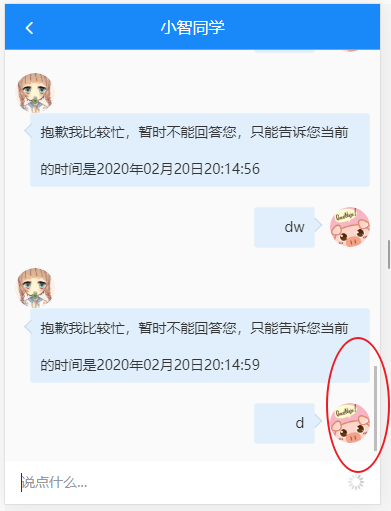 小智同学
抱歉我比较忙，暂时不能回答您，只能告诉您当前
的时间是2020年02月20日20:14:56
dw
Goodbye!
抱歉我比较忙，暂时不能回答您，只能告诉您当前
的时间是2020年02月20日20:14:59
d
Goodbye!
说点什么...